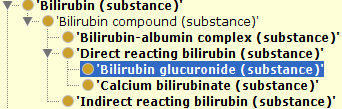 'Bilirubin (substance)'
'Bilirubin compound (substance)'
'Bilirubin-albumin complex (substance)'
'Direct reacting bilirubin (substance)'
'Bilirubin glucuronide (substance)'
'Calcium bilirubinate (substance)'
'Indirect reacting bilirubin (substance)'